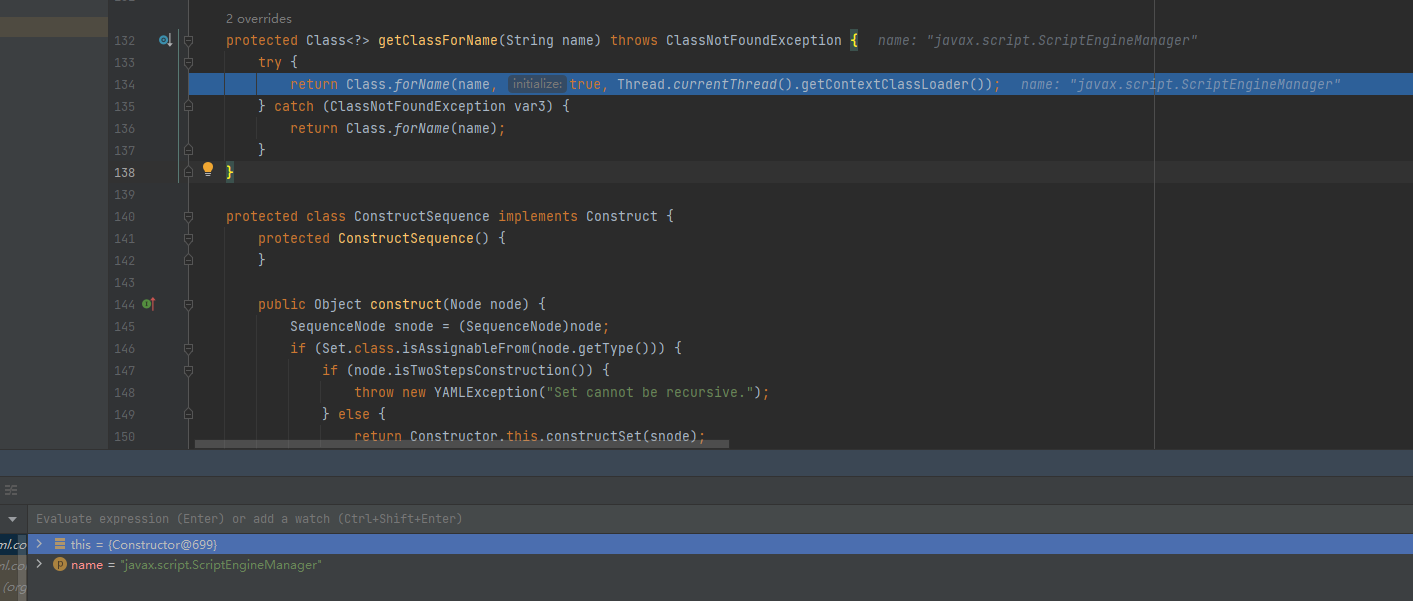 2 overrides
132 protected Class<?> getClassForName(String name) throws ClassNotFoundException { name: "javax.script.ScriptEngineManager"
133 try {
134 return Class.forName(name, initialize: true, Thread.currentThread().getContextClassLoader()); name: "javax.script.ScriptEngineManager"
135 } catch (ClassNotFoundException var3) {
136 return Class.forName(name);
137 }
138 }
139
140 protected class ConstructSequence implements Construct {
141 protected ConstructSequence() {
142 }
143
144 public Object construct(Node node) {
145 SequenceNode snode = (SequenceNode)node;
146 if (Set.class.isAssignableFrom(node.getType())) {
147 if (node.isTwoStepsConstruction()) {
148 throw new YAMLException("Set cannot be recursive.");
149 } else {
150 return Constructor.this.constructSet(snode);
Evaluate expression (Enter) or add a watch (Ctrl+Shift+Enter)
ml.co this = {Constructor@699}
ml.co p name = "javax.script.ScriptEngineManager"
(org